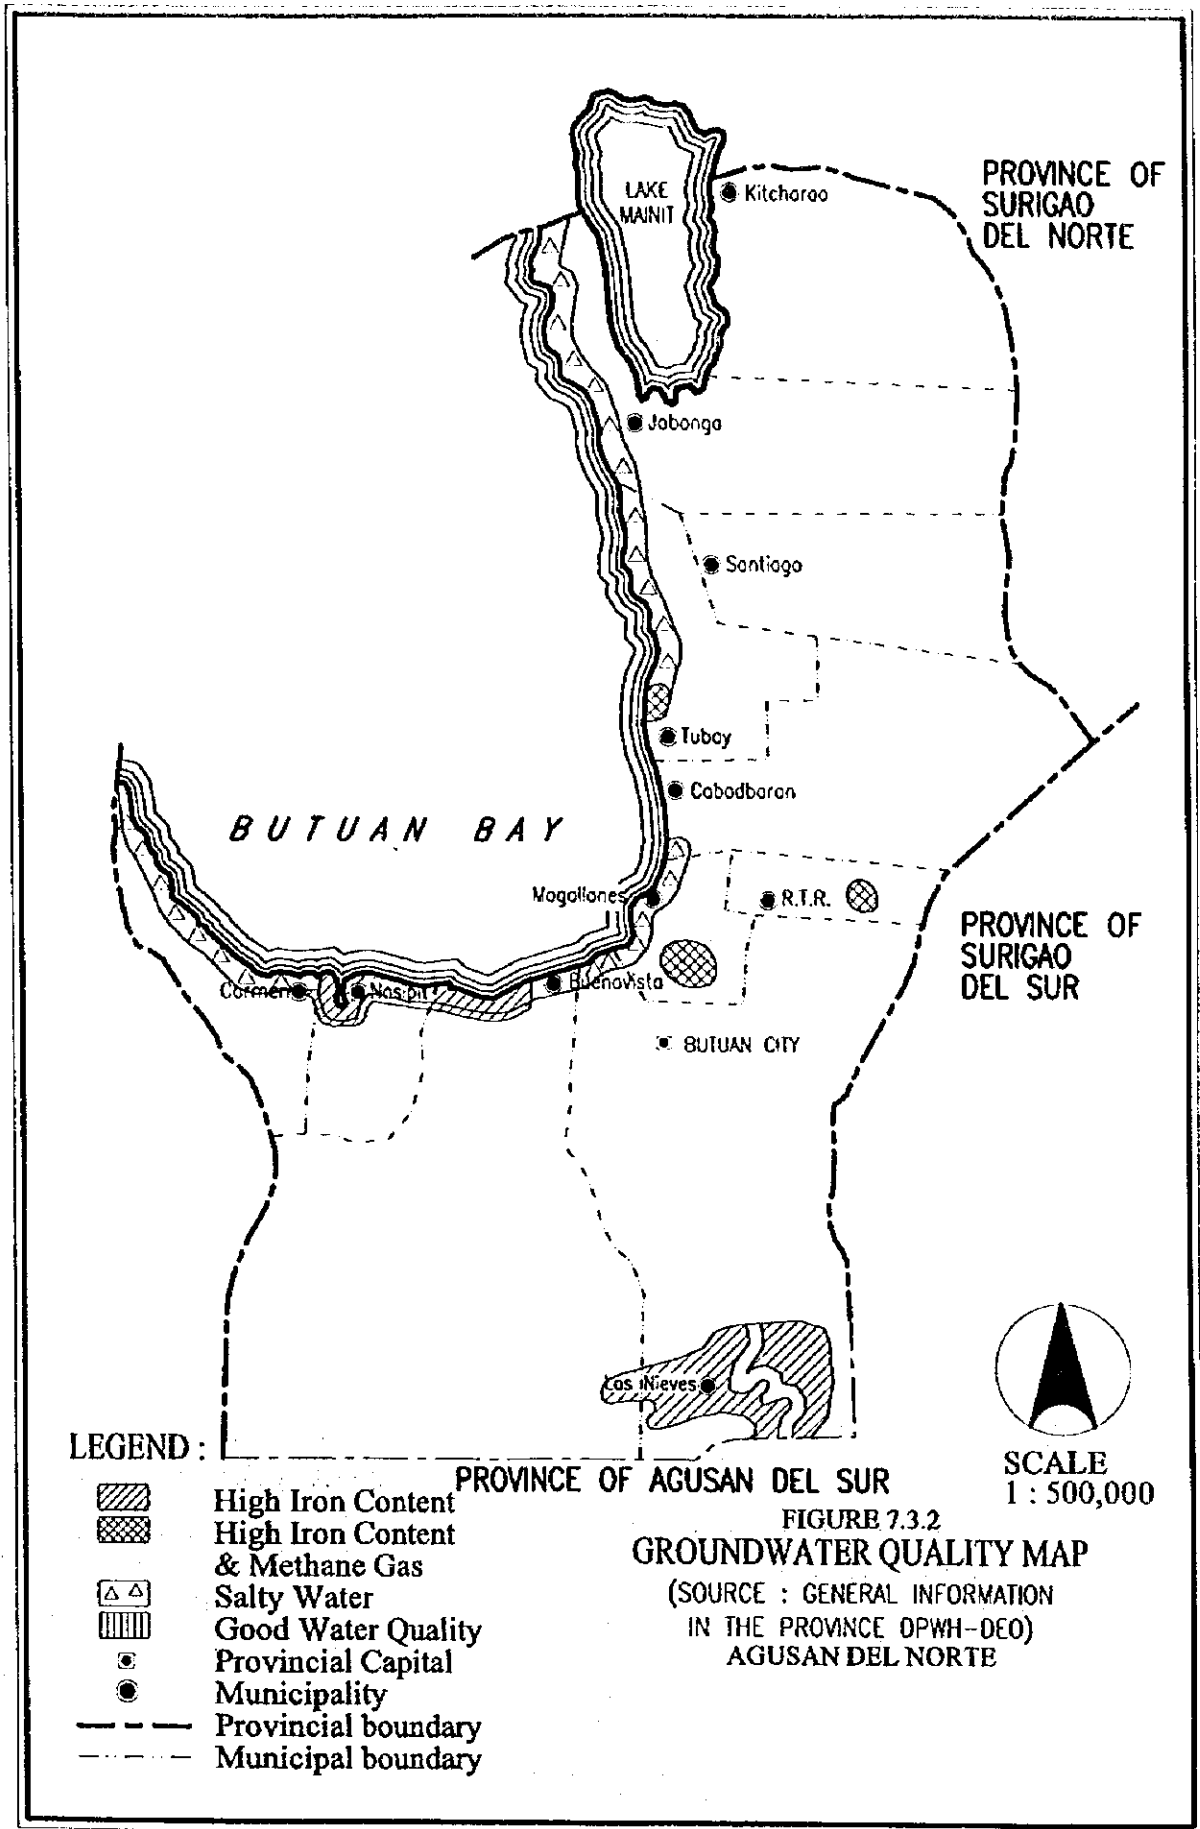 LAKE
MAINIT
Kitcharao
PROVINCE OF
SURIGAO
DEL NORTE
Jabonga
Santiago
Tubay
Cabadbaran
BUTUAN BAY
Magallanes
R.T.R.
PROVINCE OF
SURIGAO
DEL SUR
Carmen
Nasipit
Buenavista
BUTUAN CITY
Las Nieves
LEGEND :
High Iron Content
High Iron Content
& Methane Gas
Salty Water
Good Water Quality
Provincial Capital
Municipality
Provincial boundary
Municipal boundary
PROVINCE OF AGUSAN DEL SUR
SCALE
1 : 500,000
FIGURE 7.3.2
GROUNDWATER QUALITY MAP
(SOURCE : GENERAL INFORMATION
IN THE PROVINCE DPWH-DEO)
AGUSAN DEL NORTE